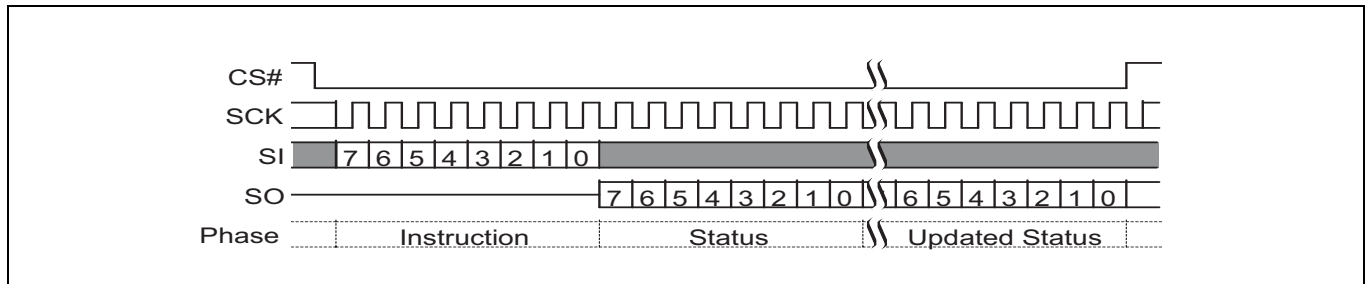 CS#
SCK
SI 7 6 5 4 3 2 1 0
SO 7 6 5 4 3 2 1 0 6 5 4 3 2 1 0
Phase Instruction Status Updated Status